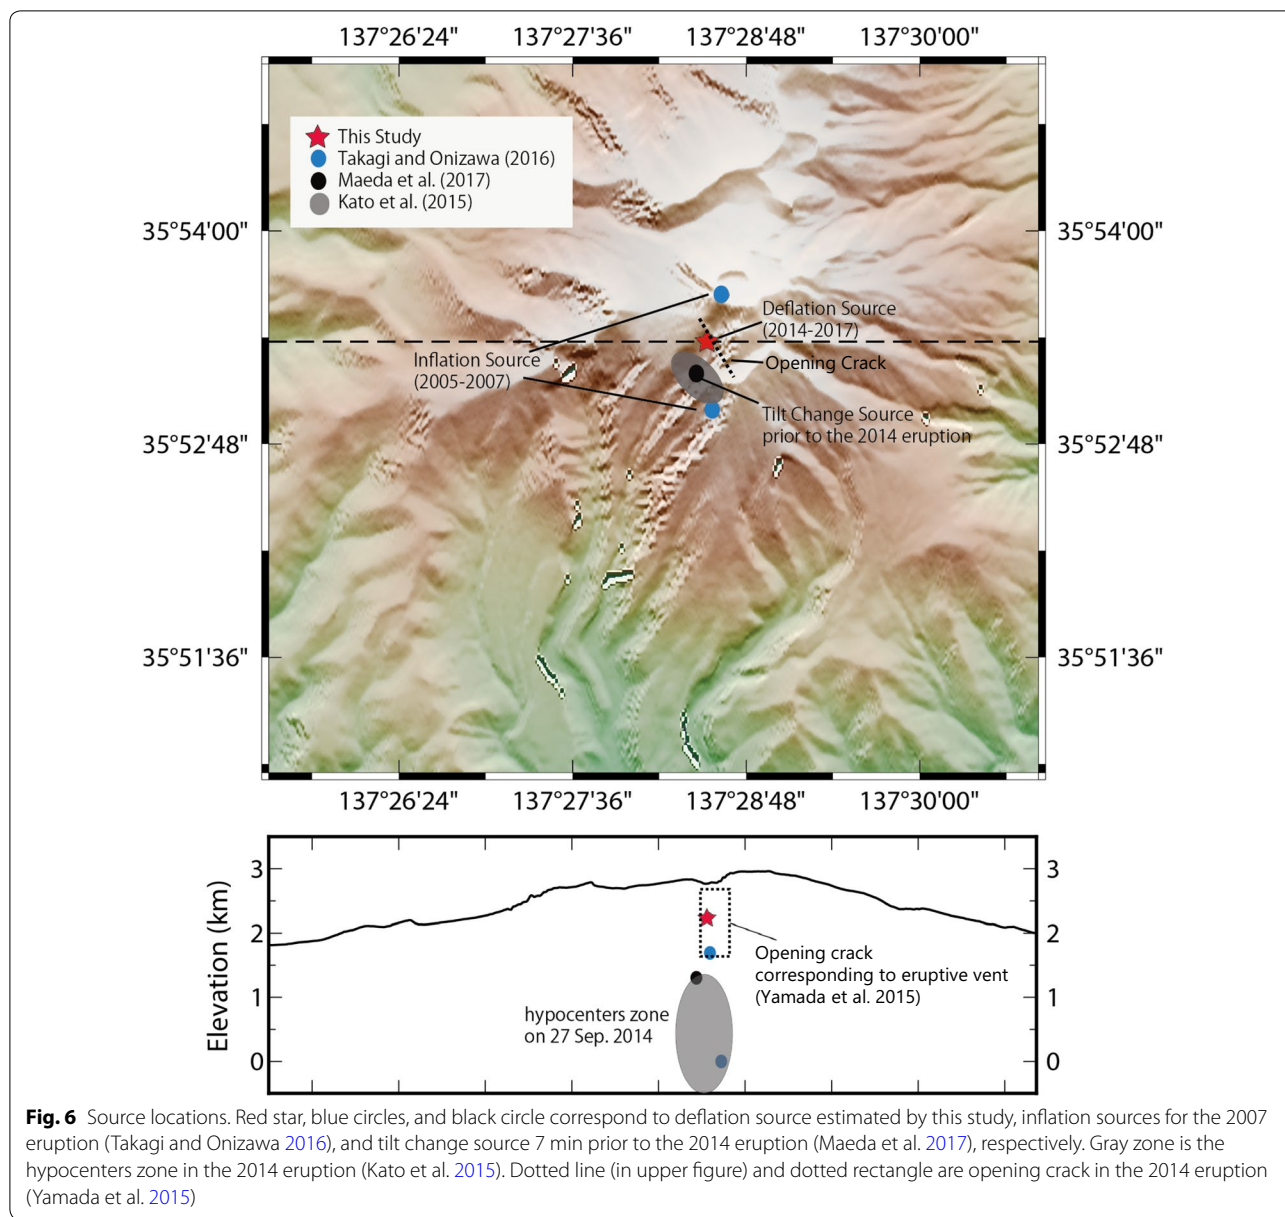 137°26'24" 137°27'36" 137°28'48" 137°30'00"
This Study
Takagi and Onizawa (2016)
Maeda et al. (2017)
Kato et al. (2015)
35°54'00" 35°54'00"
Deflation Source
(2014-2017)
Inflation Source
(2005-2007)
Opening Crack
Tilt Change Source
prior to the 2014 eruption
35°52'48" 35°52'48"
35°51'36" 35°51'36"
137°26'24" 137°27'36" 137°28'48" 137°30'00"
Elevation (km)
3 3
2 2
1 1
0 0
Opening crack
corresponding to eruptive vent
(Yamada et al. 2015)
hypocenters zone
on 27 Sep. 2014
Fig. 6 Source locations. Red star, blue circles, and black circle correspond to deflation source estimated by this study, inflation sources for the 2007
eruption (Takagi and Onizawa 2016), and tilt change source 7 min prior to the 2014 eruption (Maeda et al. 2017), respectively. Gray zone is the
hypocenters zone in the 2014 eruption (Kato et al. 2015). Dotted line (in upper figure) and dotted rectangle are opening crack in the 2014 eruption
(Yamada et al. 2015)